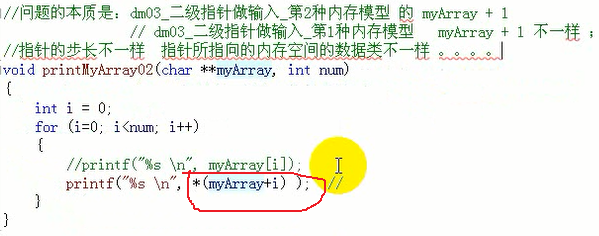 //问题的本质是：dm03_二级指针做输入_第2种内存模型 的 myArray + 1
// dm03_二级指针做输入_第1种内存模型 myArray + 1 不一样 ；
//指针的步长不一样 指针所指向的内存空间的数据类不一样 。。。。
void printMyArray02(char **myArray, int num)
{
int i = 0;
for (i=0; i<num; i++)
{
//printf("%s \n", myArray[i]);
printf("%s \n", *(myArray+i) ); //
}
}